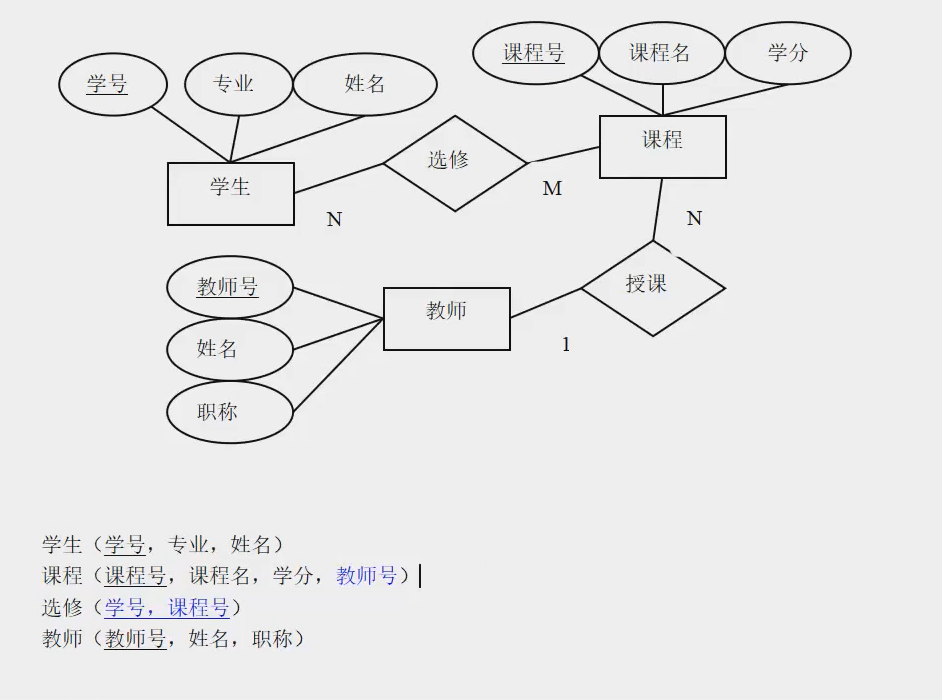 课程号 课程名 学分
学号 专业 姓名
课程
选修
学生
M
N
N
教师号
授课
教师
1
姓名
职称
学生（学号，专业，姓名）
课程（课程号，课程名，学分，教师号）
选修（学号，课程号）
教师（教师号，姓名，职称）